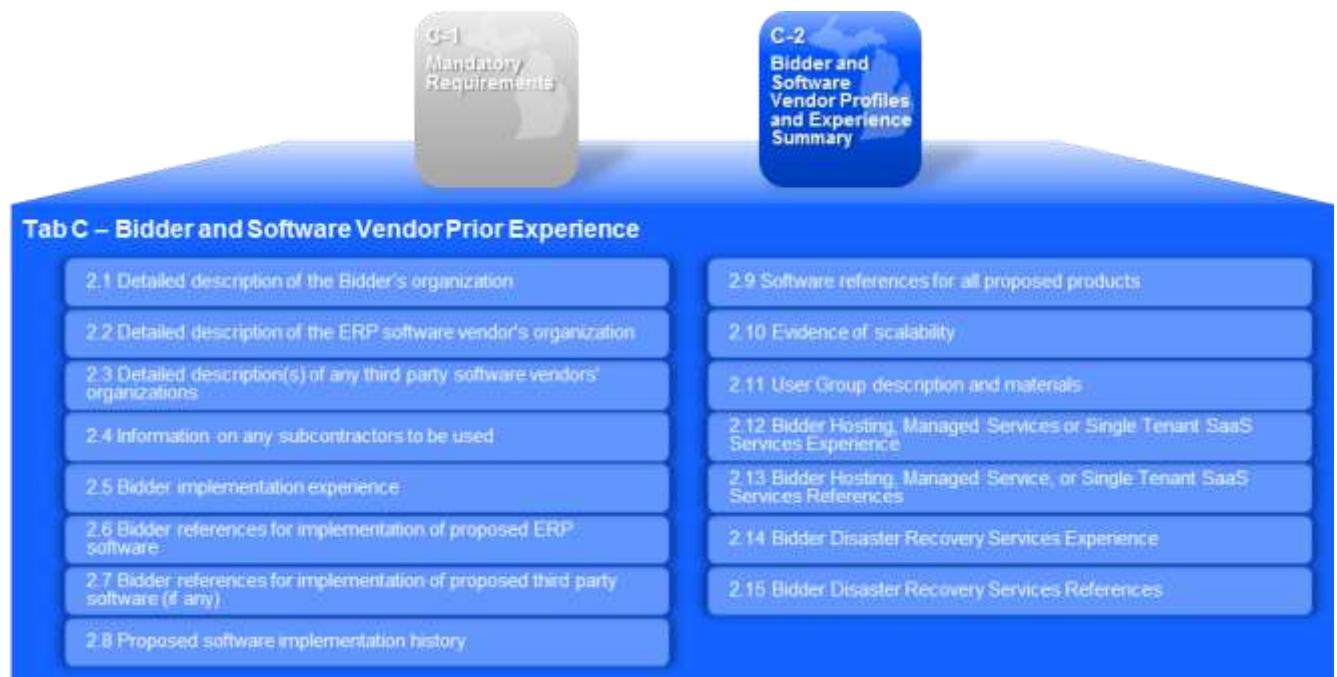 C-1
Mandatory
Requirements
C-2
Bidder and
Software
Vendor Profiles
and Experience
Summary
Tab C – Bidder and Software Vendor Prior Experience
2.1 Detailed description of the Bidder's organization
2.2 Detailed description of the ERP software vendor's organization
2.3 Detailed description(s) of any third party software vendors'
organizations
2.4 Information on any subcontractors to be used
2.5 Bidder implementation experience
2.6 Bidder references for implementation of proposed ERP
software
2.7 Bidder references for implementation of proposed third party
software (if any)
2.8 Proposed software implementation history
2.9 Software references for all proposed products
2.10 Evidence of scalability
2.11 User Group description and materials
2.12 Bidder Hosting, Managed Services or Single Tenant SaaS
Services Experience
2.13 Bidder Hosting, Managed Service, or Single Tenant SaaS
Services References
2.14 Bidder Disaster Recovery Services Experience
2.15 Bidder Disaster Recovery Services References